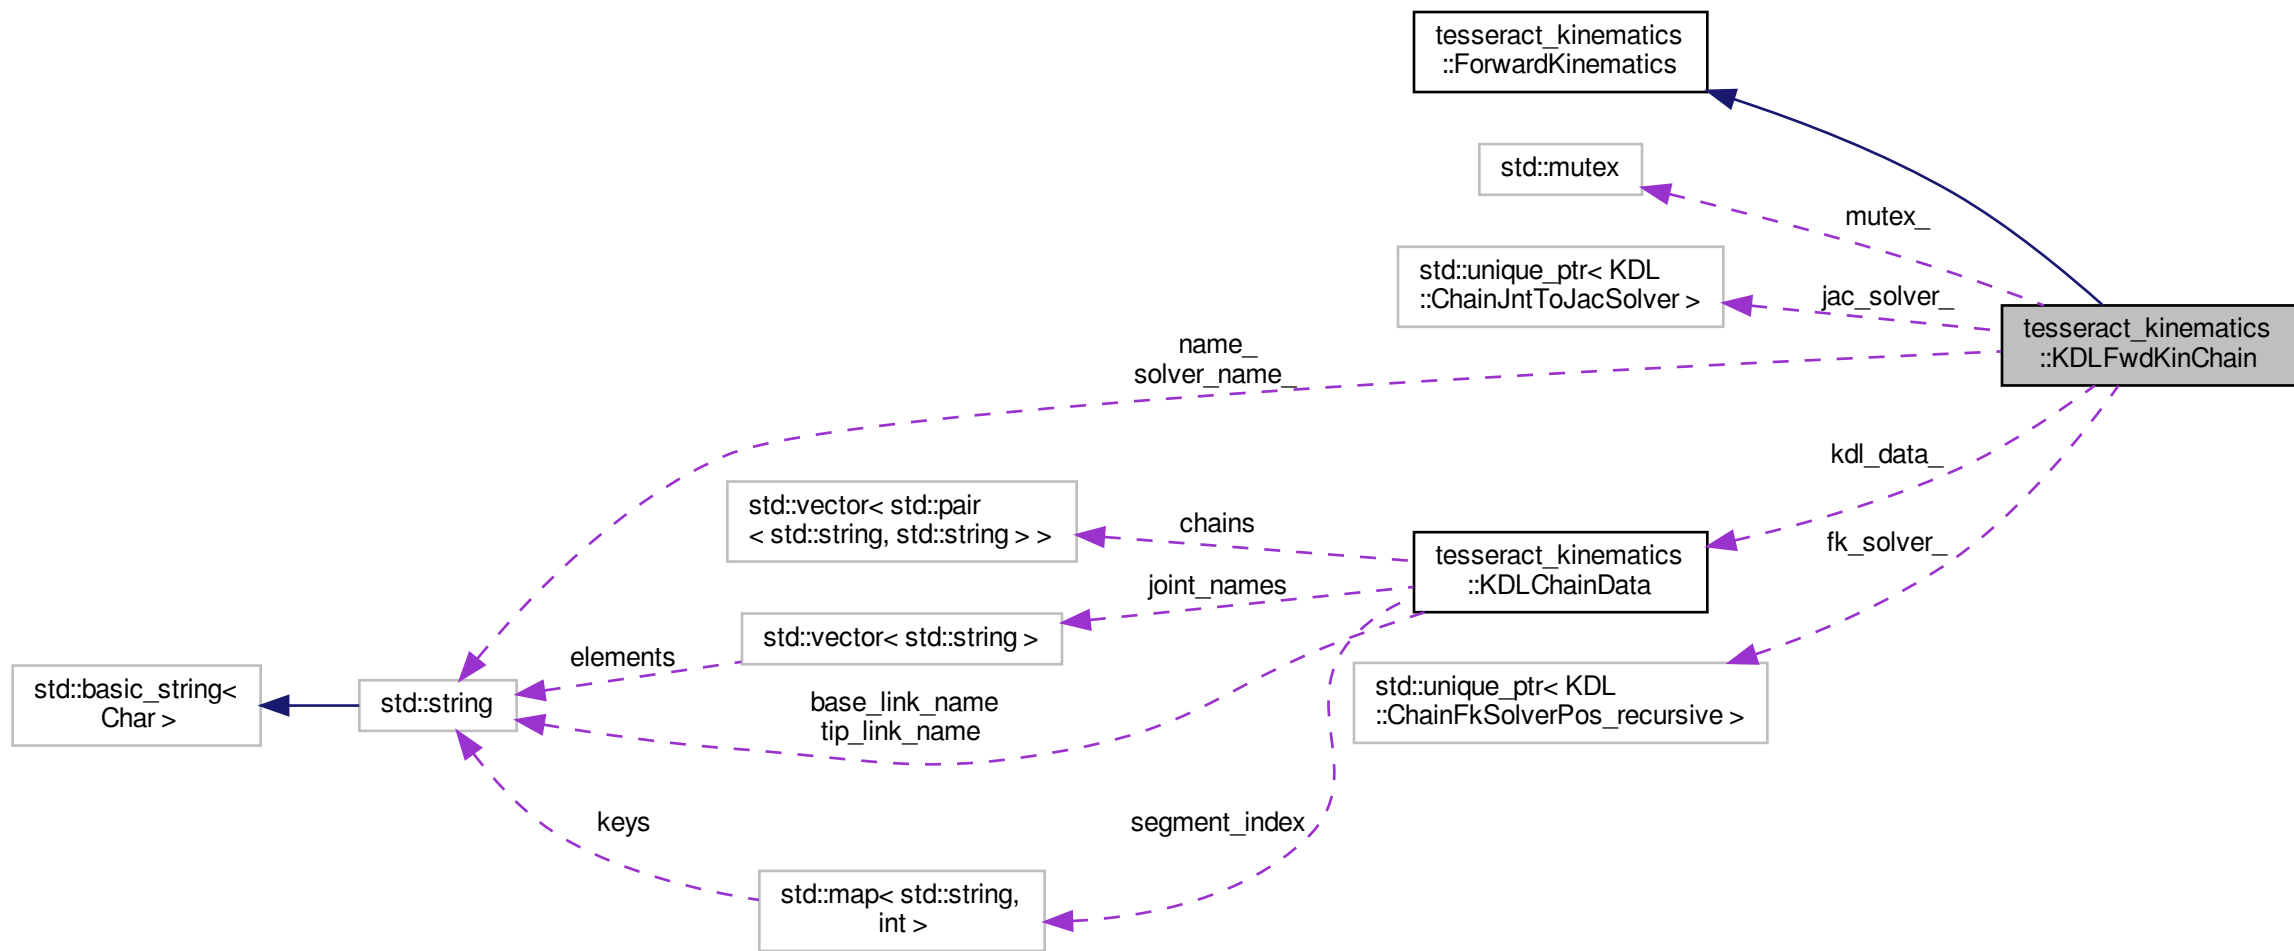 tesseract_kinematics
::ForwardKinematics
std::mutex
mutex_
std::unique_ptr< KDL
::ChainJntToJacSolver >
jac_solver_
tesseract_kinematics
::KDLFwdKinChain
name_
solver_name_
kdl_data_
std::vector< std::pair
< std::string, std::string > >
chains
tesseract_kinematics
::KDLChainData
fk_solver_
joint_names
std::vector< std::string >
elements
std::basic_string<
Char >
std::string
base_link_name
tip_link_name
std::unique_ptr< KDL
::ChainFkSolverPos_recursive >
keys
segment_index
std::map< std::string,
int >